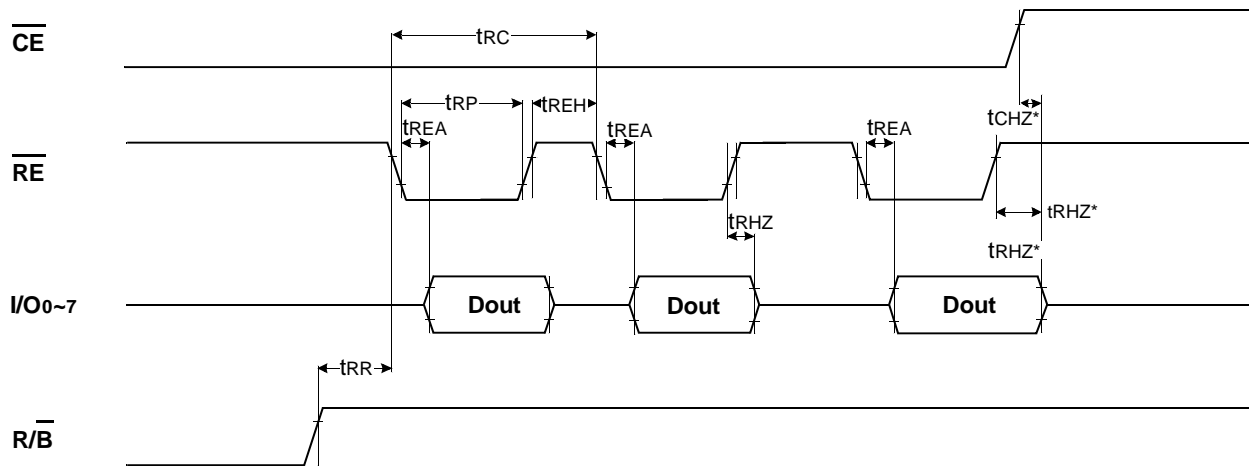 CE
tRC
tCHZ*
tRP
tREH
tREA
tREA
tREA
RE
tRHZ*
tRHZ
tRHZ*
I/O0~7
Dout
Dout
Dout
tRR
R/B